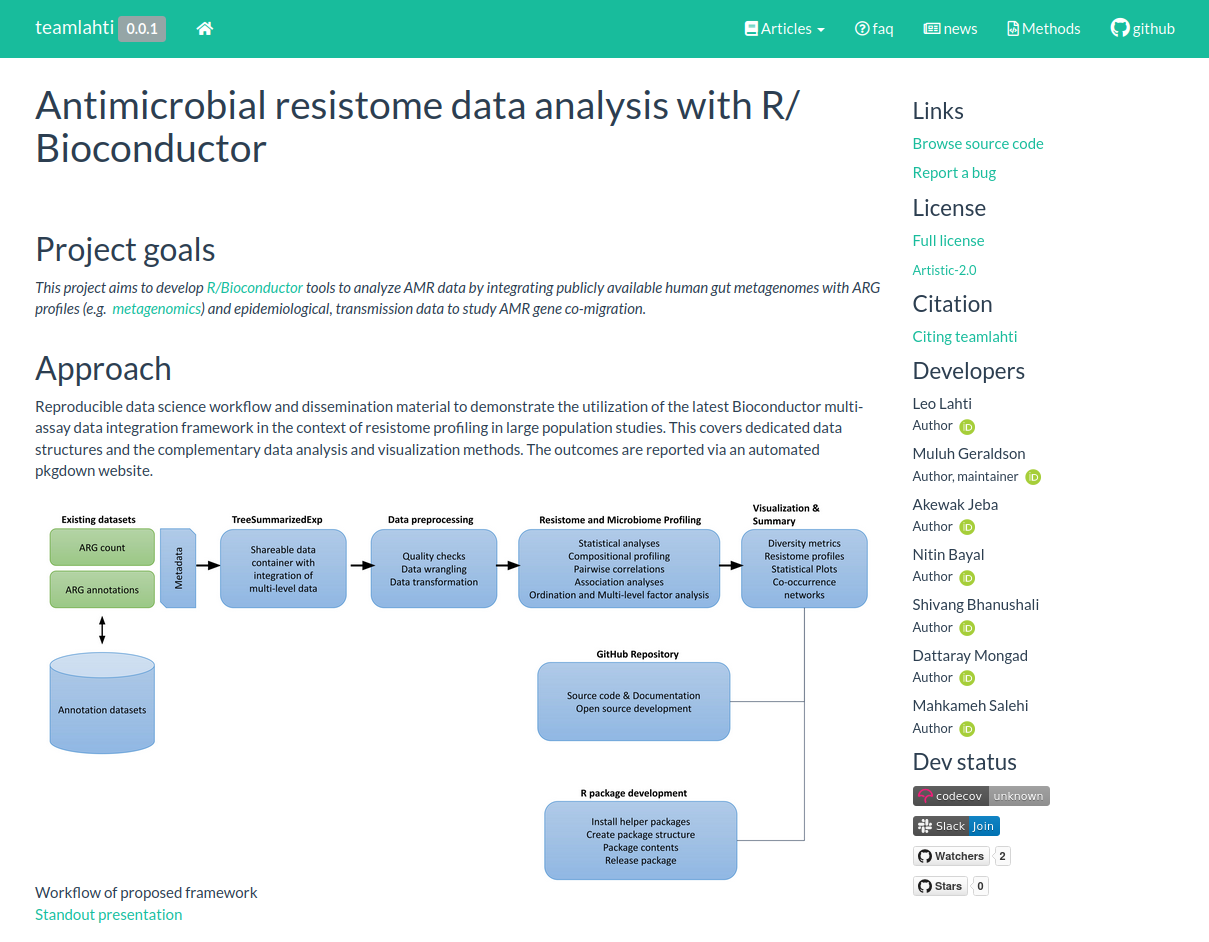 teamlahti 0.0.1
Articles
faq
news
Methods
github
Antimicrobial resistome data analysis with R/
Bioconductor
Project goals
This project aims to develop R/Bioconductor tools to analyze AMR data by integrating publicly available human gut metagenomes with ARG
profiles (e.g. metagenomics) and epidemiological, transmission data to study AMR gene co-migration.
Approach
Reproducible data science workflow and dissemination material to demonstrate the utilization of the latest Bioconductor multi-
assay data integration framework in the context of resistome profiling in large population studies. This covers dedicated data
structures and the complementary data analysis and visualization methods. The outcomes are reported via an automated
pkgdown website.
Existing datasets
ARG count
ARG annotations
Metadata
Annotation datasets
TreeSummarizedExp
Shareable data
container with
integration of
multi-level data
Data preprocessing
Quality checks
Data wrangling
Data transformation
Resistome and Microbiome Profiling
Statistical analyses
Compositional profiling
Pairwise correlations
Association analyses
Ordination and Multi-level factor analysis
Visualization &
Summary
Diversity metrics
Resistome profiles
Statistical Plots
Co-occurrence
networks
GitHub Repository
Source code & Documentation
Open source development
R package development
Install helper packages
Create package structure
Package contents
Release package
Workflow of proposed framework
Standout presentation
Links
Browse source code
Report a bug
License
Full license
Artistic-2.0
Citation
Citing teamlahti
Developers
Leo Lahti
Author iD
Muluh Geraldson
Author, maintainer iD
Akewak Jeba
Author iD
Nitin Bayal
Author iD
Shivang Bhanushali
Author iD
Dattaray Mongad
Author iD
Mahkameh Salehi
Author iD
Dev status
codecov unknown
Slack Join
Watchers 2
Stars 0